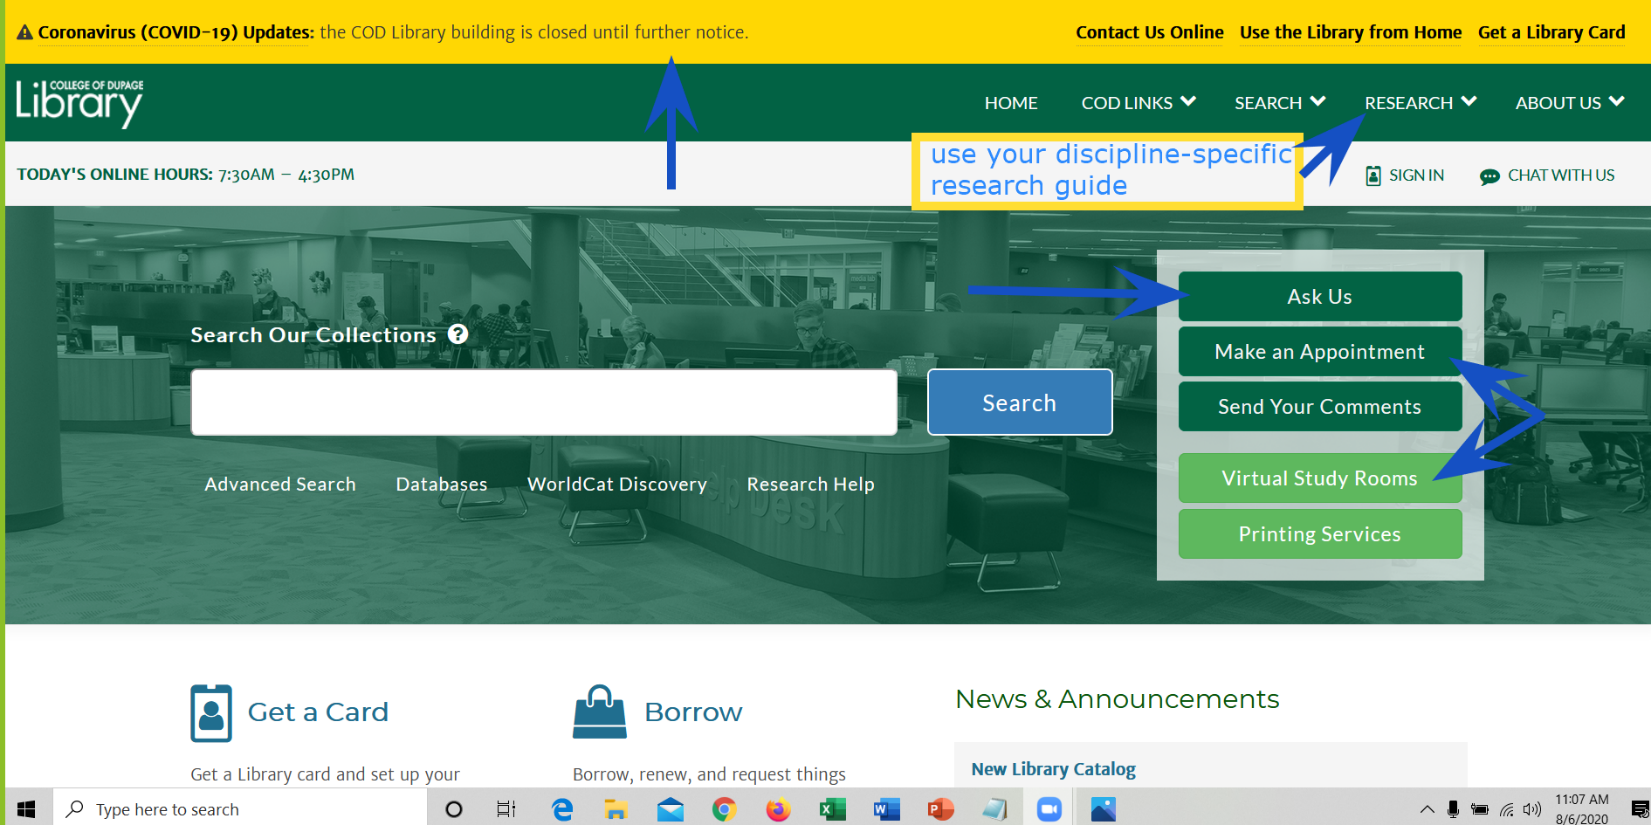 Coronavirus (COVID-19) Updates: the COD Library building is closed until further notice.
Contact Us Online Use the Library from Home Get a Library Card
COLLEGE OF DUPAGE
Library
HOME COD LINKS SEARCH RESEARCH ABOUT US
use your discipline-specific
research guide
TODAY'S ONLINE HOURS: 7:30AM – 4:30PM
SIGN IN CHAT WITH US
Search Our Collections ?
Search
Advanced Search Databases WorldCat Discovery Research Help
Help Desk
Ask Us
Make an Appointment
Send Your Comments
Virtual Study Rooms
Printing Services
Get a Card
Get a Library card and set up your
Borrow
Borrow, renew, and request things
News & Announcements
New Library Catalog
Type here to search
11:07 AM
8/6/2020